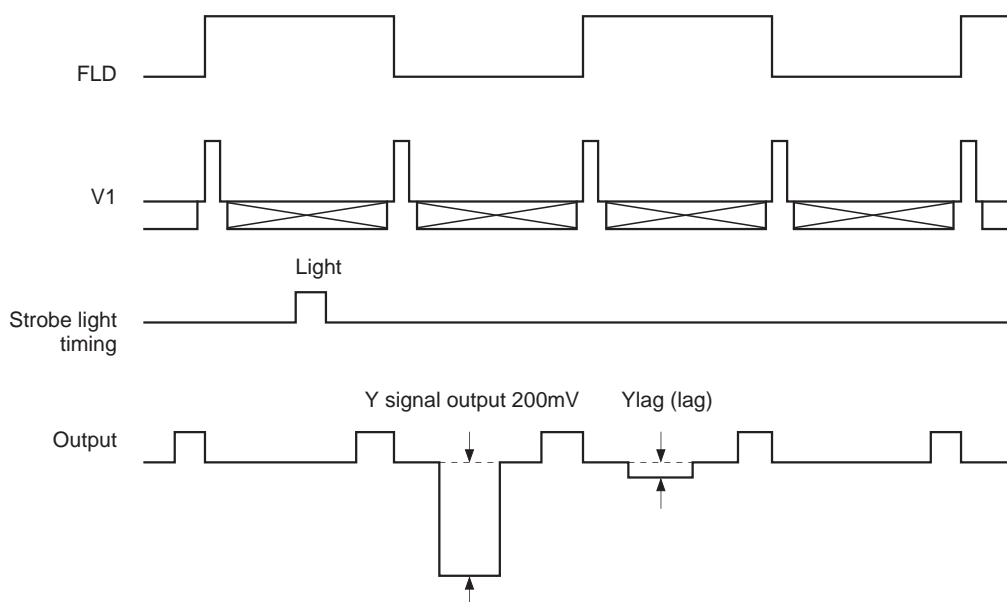 FLD
V1
Light
Strobe light
timing
Y signal output 200mV
Ylag (lag)
Output